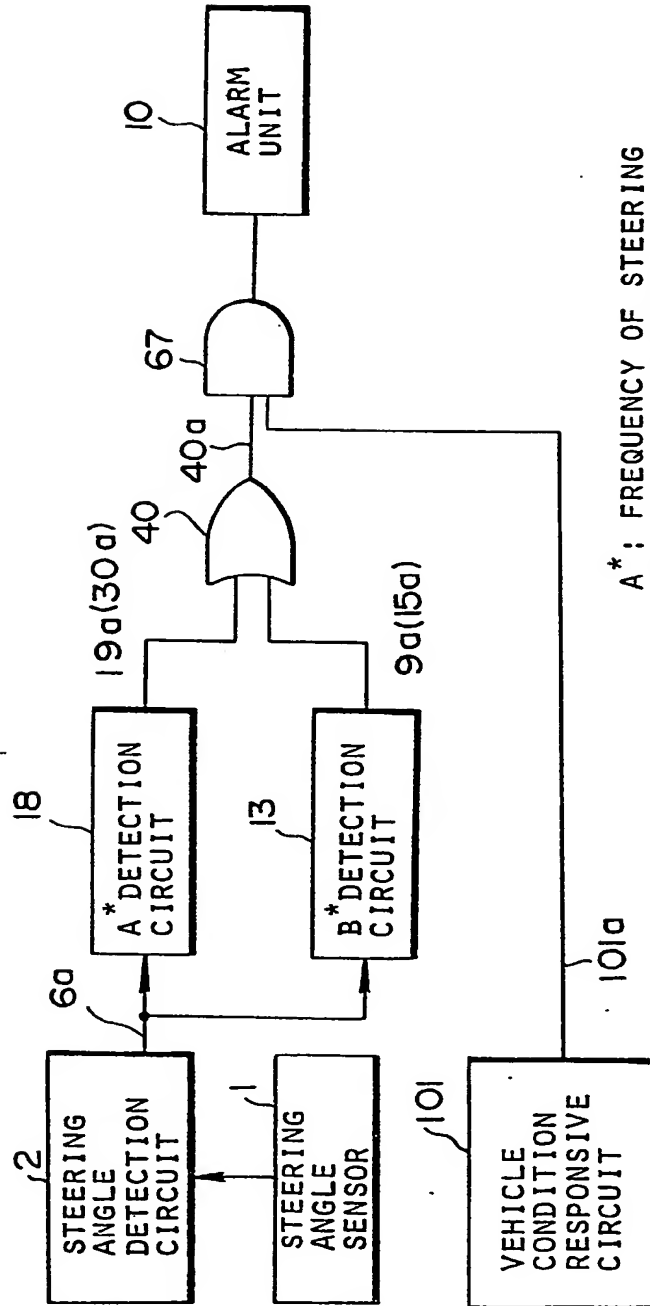 2
STEERING
ANGLE
DETECTION
CIRCUIT
6a
1
STEERING
ANGLE
SENSOR
18
A* DETECTION
CIRCUIT
19a(30a)
13
B* DETECTION
CIRCUIT
9a(15a)
40
40a
67
10
ALARM
UNIT
101
VEHICLE
CONDITION
RESPONSIVE
CIRCUIT
101a
A* : FREQUENCY OF STEERING